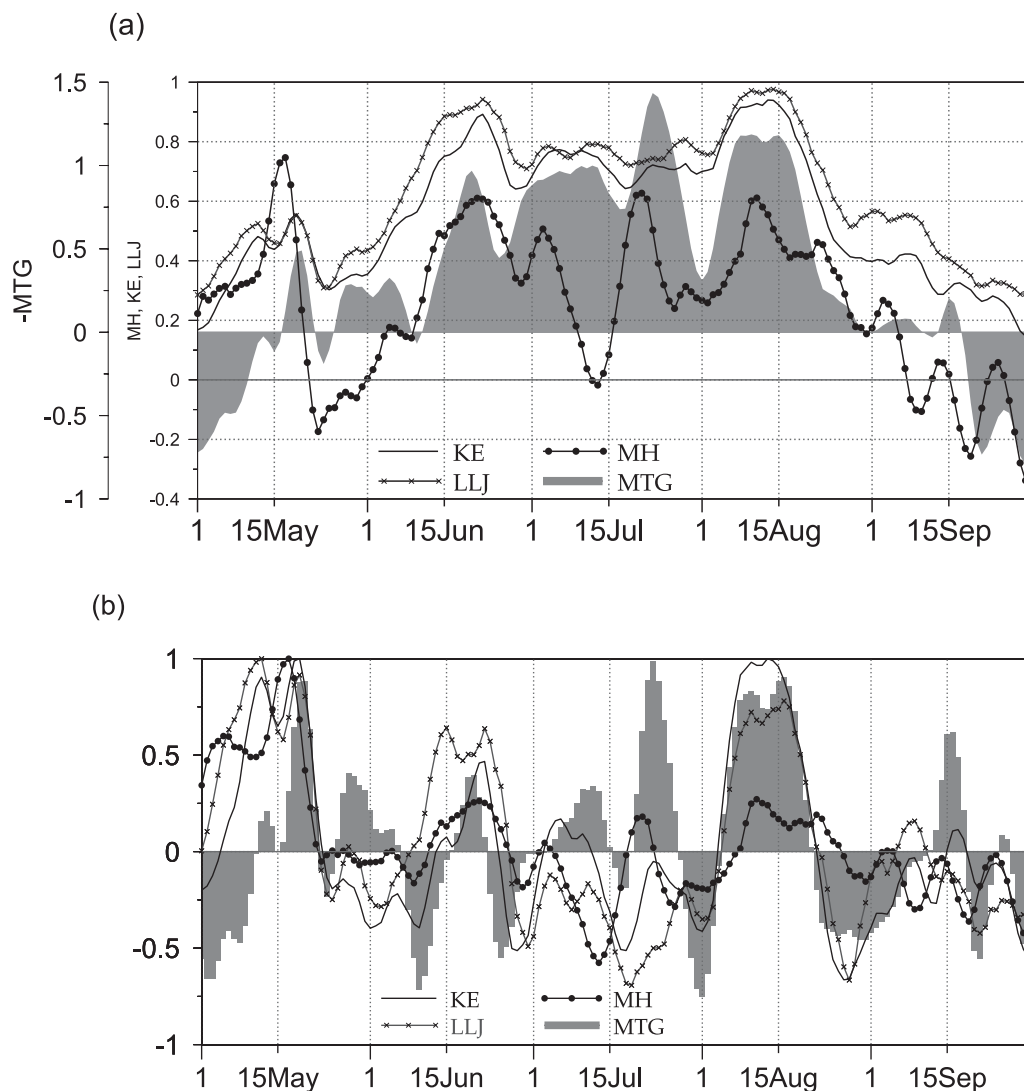 (a)
1.5
1
0.5
0
-0.5
-1
-MTG
1
0.8
0.6
0.4
0.2
0
-0.2
-0.4
MH, KE, LLJ
KE
MH
LLJ
MTG
1 15May 1 15Jun 1 15Jul 1 15Aug 1 15Sep
(b)
1
0.5
0
-0.5
-1
KE
MH
LLJ
MTG
1 15May 1 15Jun 1 15Jul 1 15Aug 1 15Sep